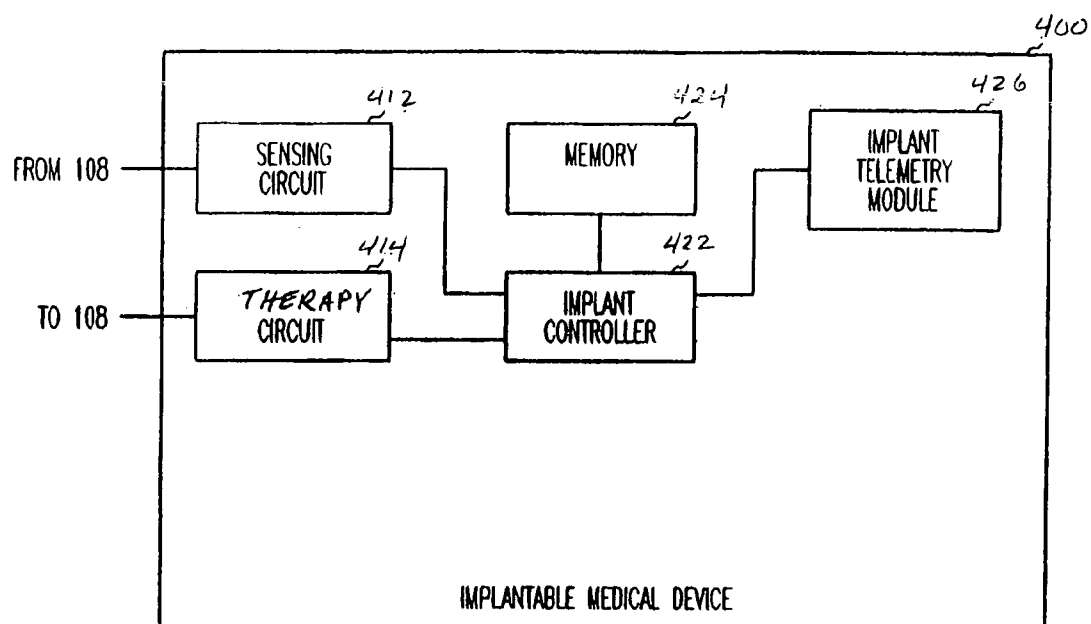 400
412
424
426
FROM 108
SENSING
CIRCUIT
MEMORY
IMPLANT
TELEMETRY
MODULE
414
422
TO 108
THERAPY
CIRCUIT
IMPLANT
CONTROLLER
IMPLANTABLE MEDICAL DEVICE